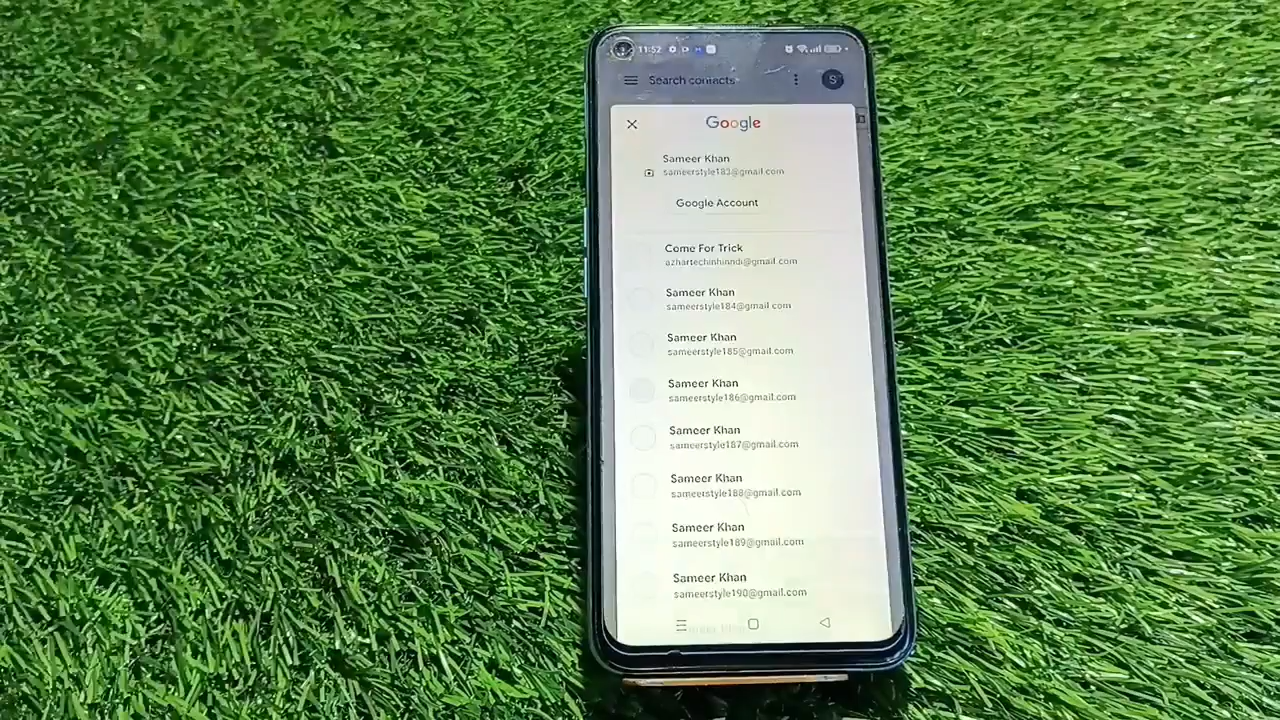 11:52
Search contacts
S
Google
Sameer Khan
sameerstyle183@gmail.com
Google Account
Come For Trick
azhartechinhinndi@gmail.com
Sameer Khan
sameerstyle184@gmail.com
Sameer Khan
sameerstyle185@gmail.com
Sameer Khan
sameerstyle186@gmail.com
Sameer Khan
sameerstyle187@gmail.com
Sameer Khan
sameerstyle188@gmail.com
Sameer Khan
sameerstyle189@gmail.com
Sameer Khan
sameerstyle190@gmail.com